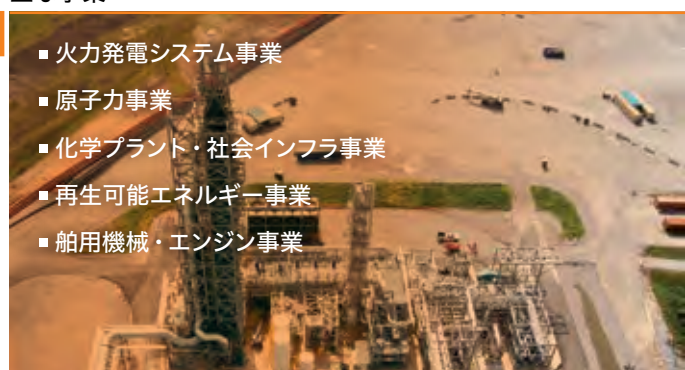 ■ 火力発電システム事業
■ 原子力事業
■ 化学プラント・社会インフラ事業
■ 再生可能エネルギー事業
■ 舶用機械・エンジン事業